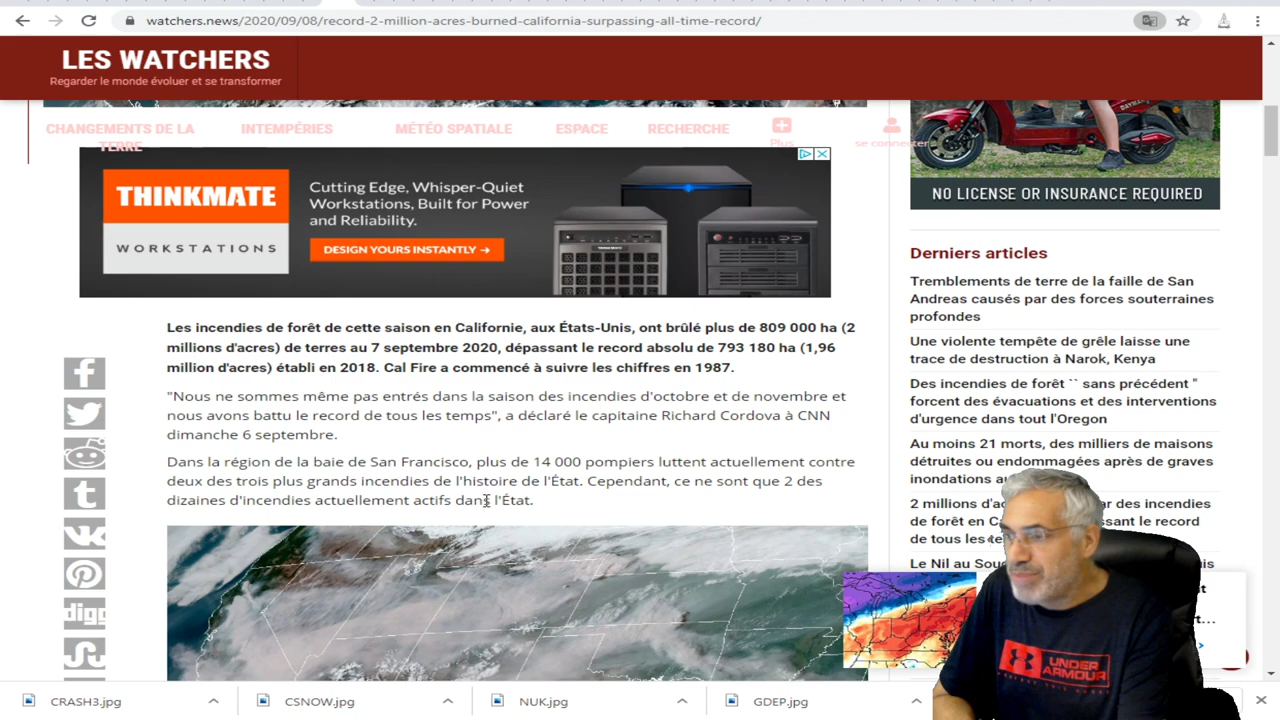 watchers.news/2020/09/08/record-2-million-acres-burned-california-surpassing-all-time-record/
LES WATCHERS
Regarder le monde évoluer et se transformer
CHANGEMENTS DE LA TERRE
INTEMPÉRIES
MÉTÉO SPATIALE
ESPACE
RECHERCHE
Plus
se connecter
THINKMATE
WORKSTATIONS
Cutting Edge, Whisper-Quiet
Workstations, Built for Power
and Reliability.
DESIGN YOURS INSTANTLY →
NO LICENSE OR INSURANCE REQUIRED
Les incendies de forêt de cette saison en Californie, aux États-Unis, ont brûlé plus de 809 000 ha (2
millions d'acres) de terres au 7 septembre 2020, dépassant le record absolu de 793 180 ha (1,96
million d'acres) établi en 2018. Cal Fire a commencé à suivre les chiffres en 1987.
"Nous ne sommes même pas entrés dans la saison des incendies d'octobre et de novembre et
nous avons battu le record de tous les temps", a déclaré le capitaine Richard Cordova à CNN
dimanche 6 septembre.
Dans la région de la baie de San Francisco, plus de 14 000 pompiers luttent actuellement contre
deux des trois plus grands incendies de l'histoire de l'État. Cependant, ce ne sont que 2 des
dizaines d'incendies actuellement actifs dans l'État.
Derniers articles
Tremblements de terre de la faille de San
Andreas causés par des forces souterraines
profondes
Une violente tempête de grêle laisse une
trace de destruction à Narok, Kenya
Des incendies de forêt `` sans précédent "
forcent des évacuations et des interventions
d'urgence dans tout l'Oregon
Au moins 21 morts, des milliers de maisons
détruites ou endommagées après de graves
inondations au
2 millions d'a des incendies
de forêt en C ssant le record
de tous les te
Le Nil au Sou
digg
UNDER
ARMOUR
CRASH3.jpg
CSNOW.jpg
NUK.jpg
GDEP.jpg